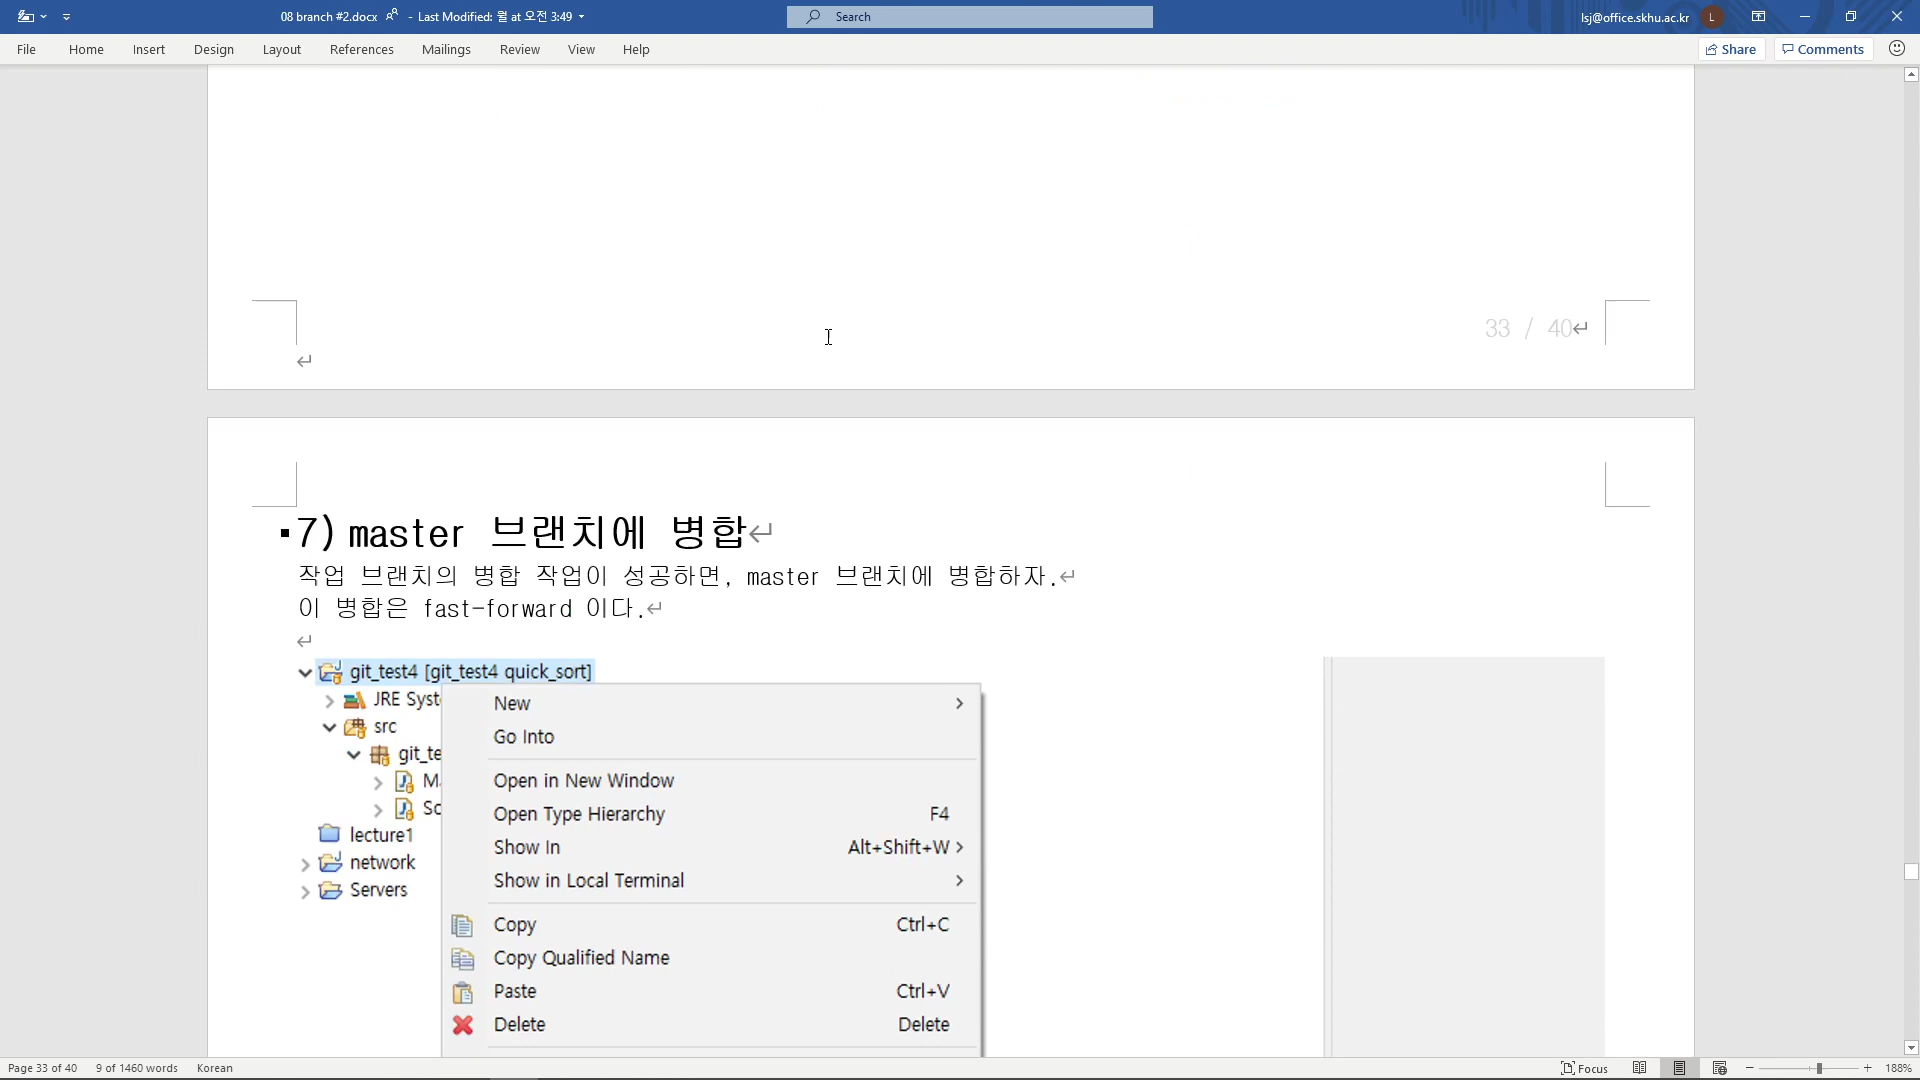 08 branch #2.docx - Last Modified: 월 at 오전 3:49
Search
lsj@office.skhu.ac.kr
L
File Home Insert Design Layout References Mailings Review View Help
Share Comments
33 / 40
7) master 브랜치에 병합
작업 브랜치의 병합 작업이 성공하면, master 브랜치에 병합하자.
이 병합은 fast-forward 이다.
git_test4 [git_test4 quick_sort]
JRE Syst
src
git_te
lecture1
network
Servers
New
Go Into
Open in New Window
Open Type Hierarchy F4
Show In Alt+Shift+W
Show in Local Terminal
Copy Ctrl+C
Copy Qualified Name
Paste Ctrl+V
Delete Delete
Page 33 of 40 9 of 1460 words Korean
Focus
188%